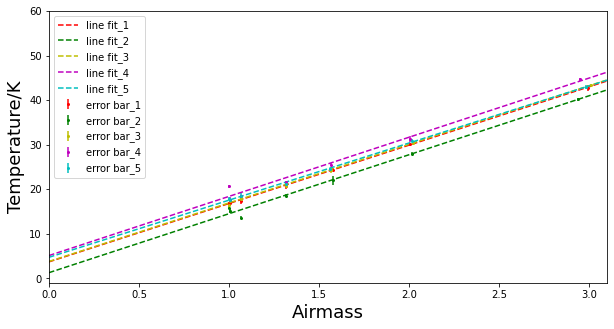 60
50
40
30
20
10
0
Temperature/K
line fit_1
line fit_2
line fit_3
line fit_4
line fit_5
error bar_1
error bar_2
error bar_3
error bar_4
error bar_5
0.0 0.5 1.0 1.5 2.0 2.5 3.0
Airmass